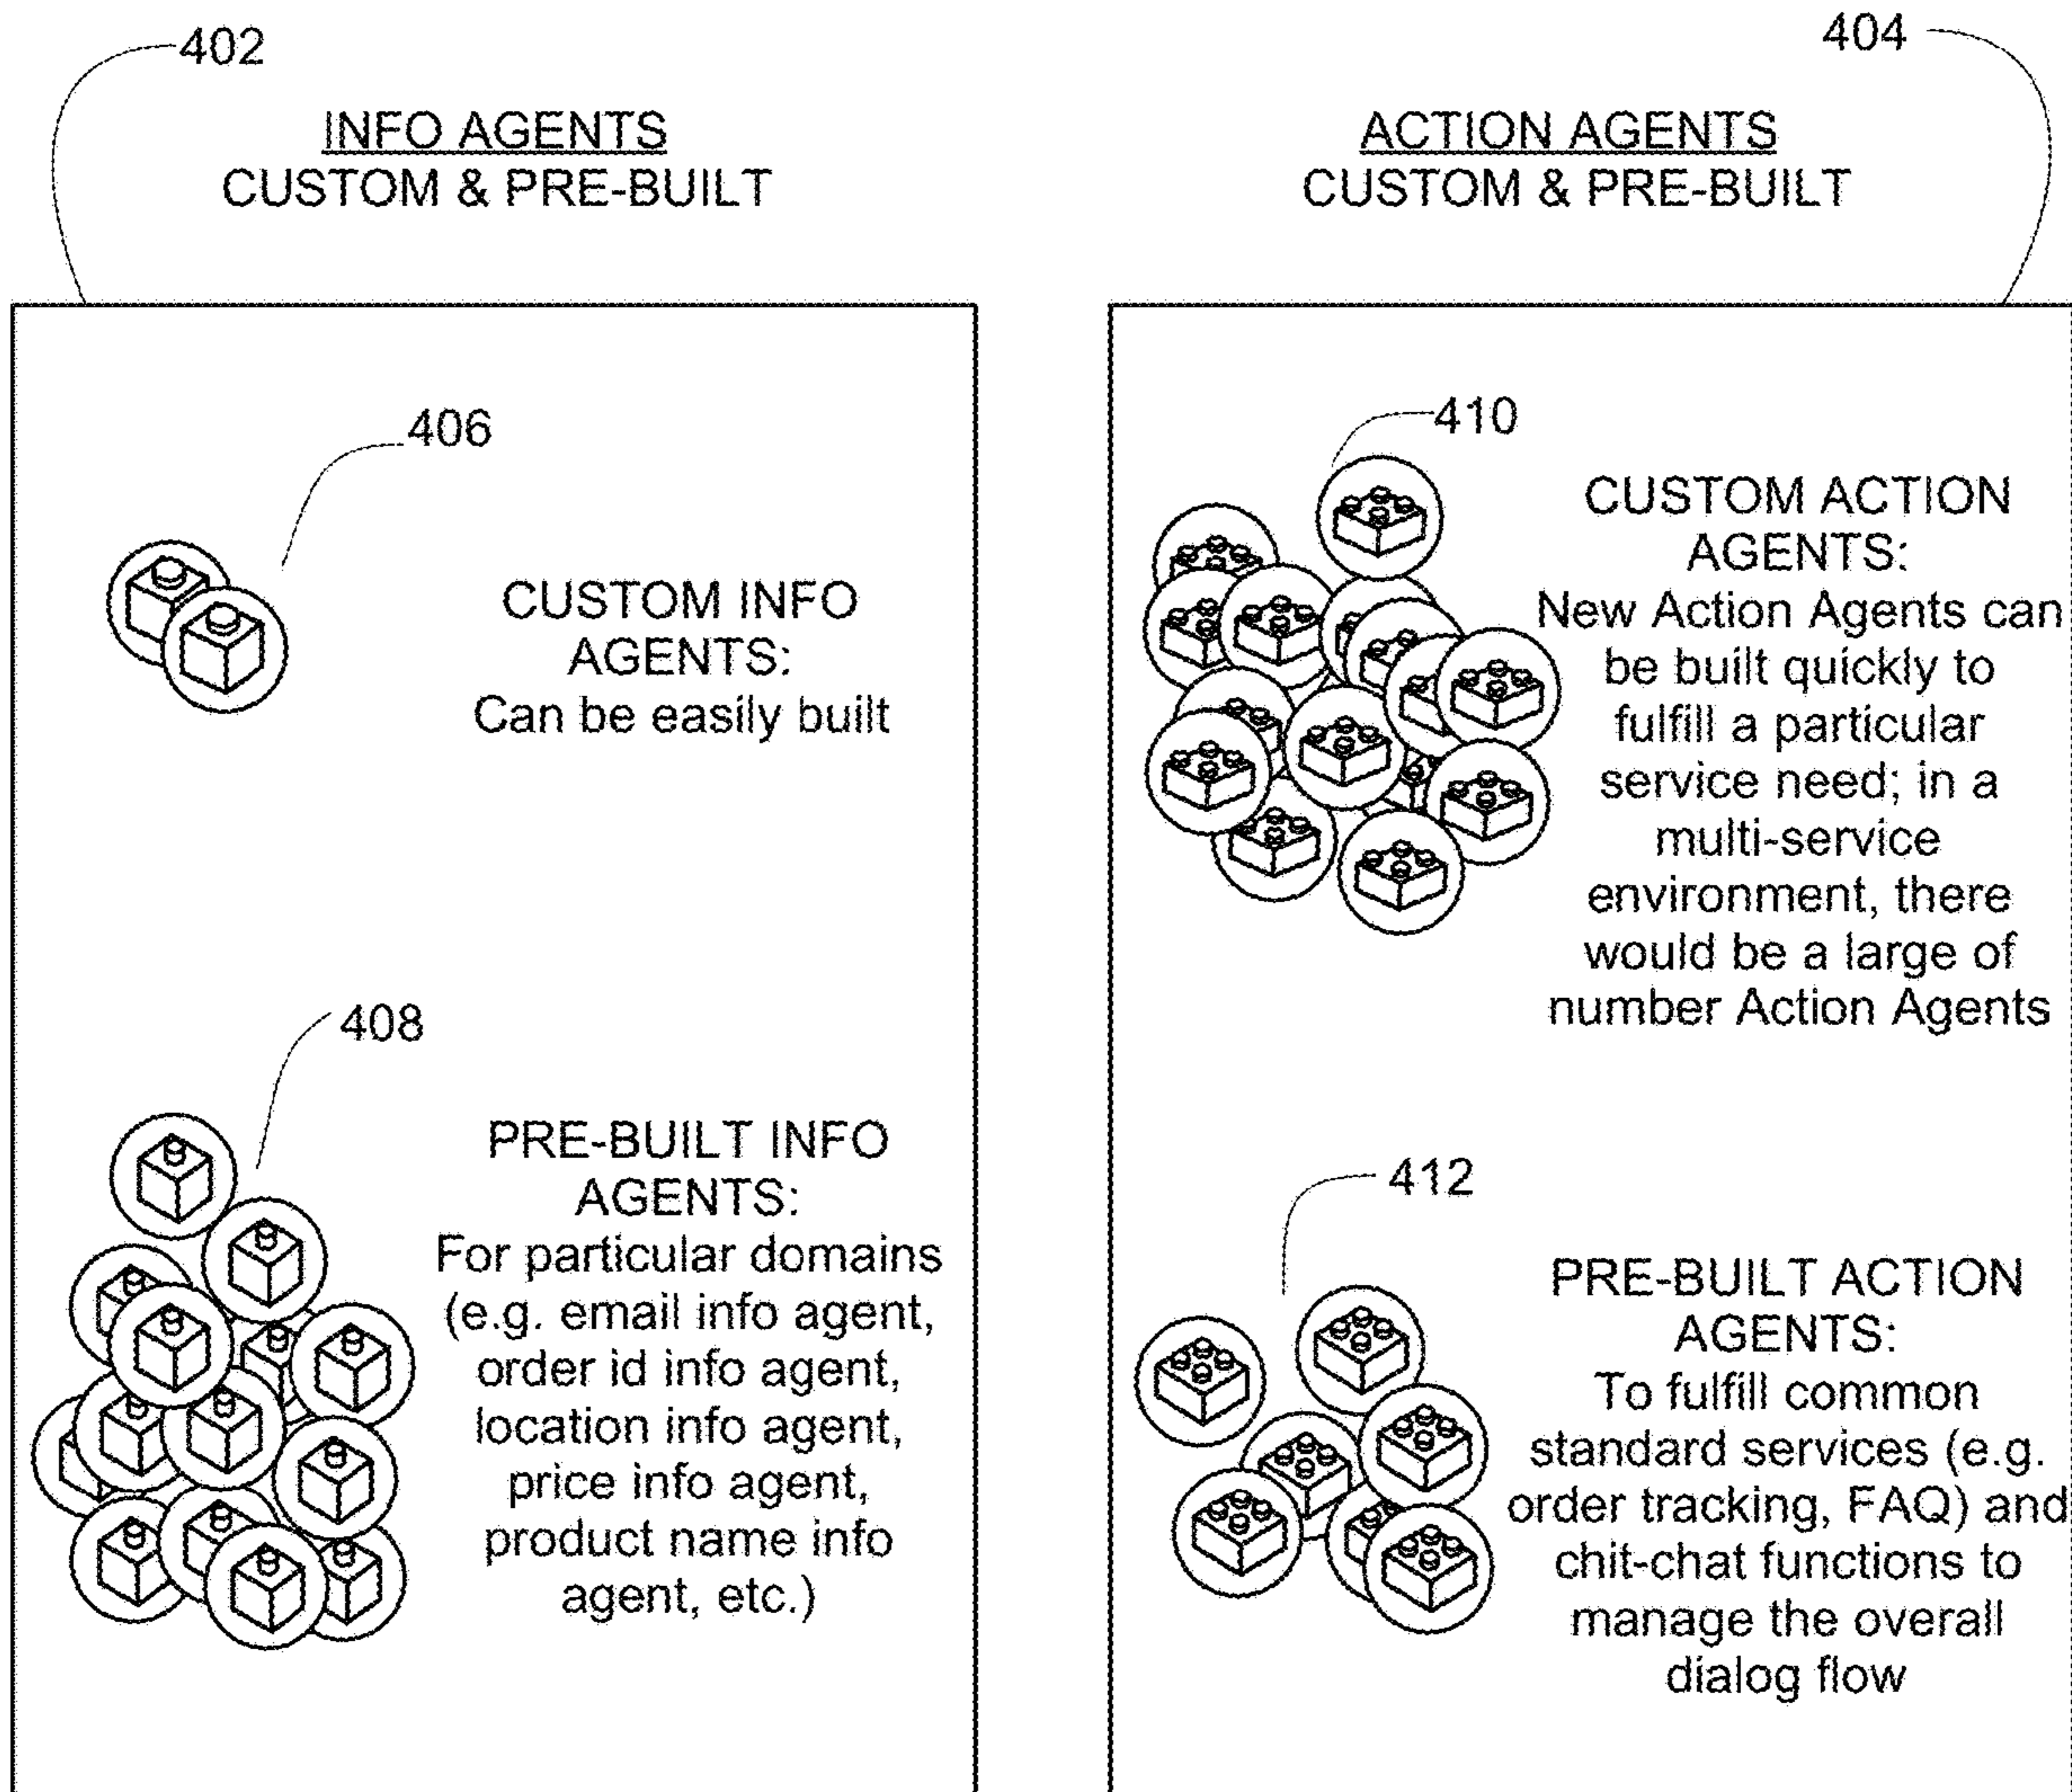 402
INFO AGENTS
CUSTOM & PRE-BUILT
406
CUSTOM INFO
AGENTS:
Can be easily built
408
PRE-BUILT INFO
AGENTS:
For particular domains
(e.g. email info agent,
order id info agent,
location info agent,
price info agent,
product name info
agent, etc.)
404
ACTION AGENTS
CUSTOM & PRE-BUILT
410
CUSTOM ACTION
AGENTS:
New Action Agents can
be built quickly to
fulfill a particular
service need; in a
multi-service
environment, there
would be a large of
number Action Agents
412
PRE-BUILT ACTION
AGENTS:
To fulfill common
standard services (e.g.
order tracking, FAQ) and
chit-chat functions to
manage the overall
dialog flow